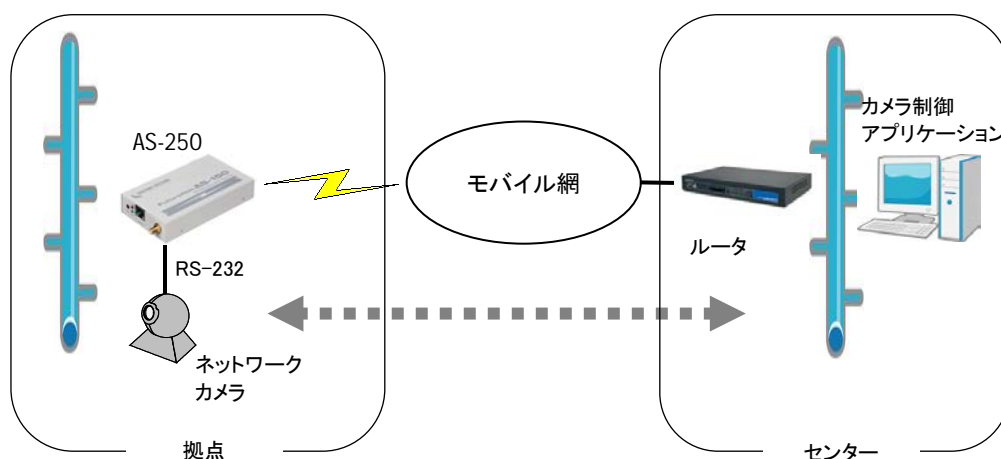 AS-250
RS-232
ネットワーク
カメラ
拠点
モバイル網
ルータ
カメラ制御
アプリケーション
センター